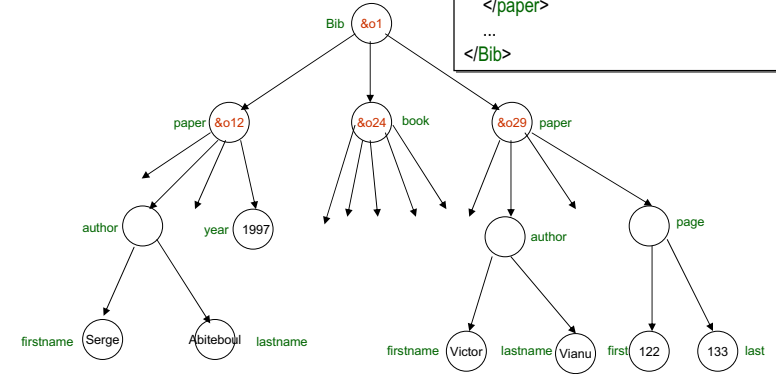 </paper>
...
</Bib>
Bib &o1
paper &o12
&o24 book
&o29 paper
author
year 1997
author
page
firstname Serge
Abiteboul lastname
firstname Victor
lastname Vianu
first 122
133 last